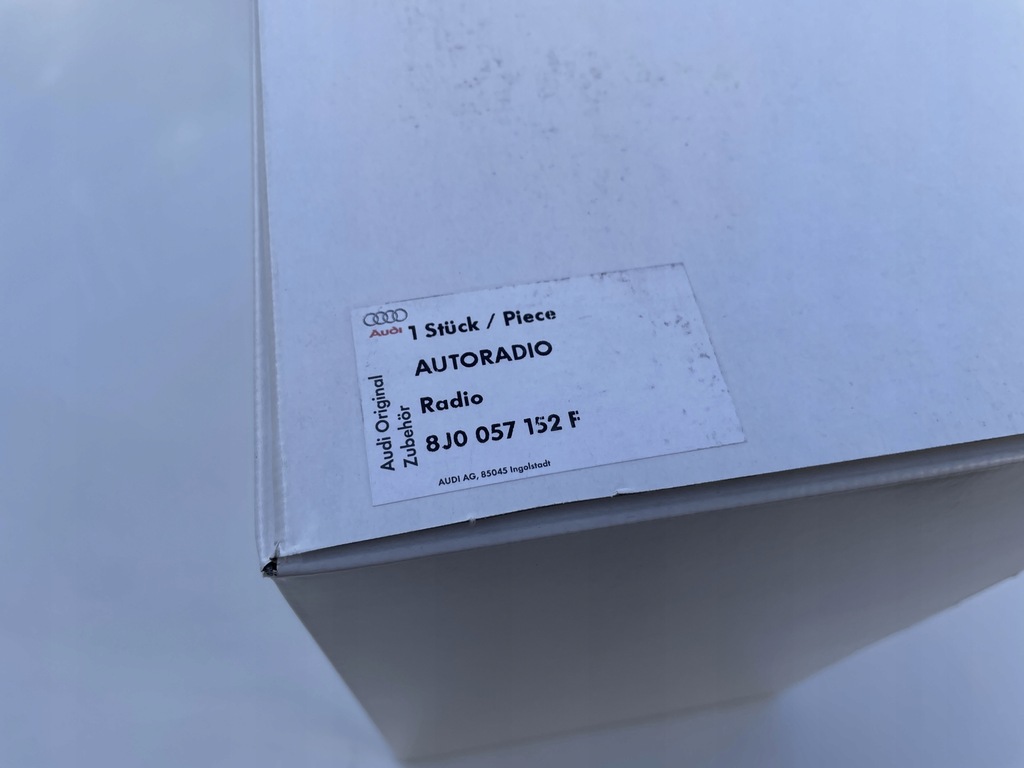 Audi
1 Stück / Piece
AUTORADIO
Radio
8J0 057 152 F
AUDI AG, 85045 Ingolstadt
Audi Original
Zubehör